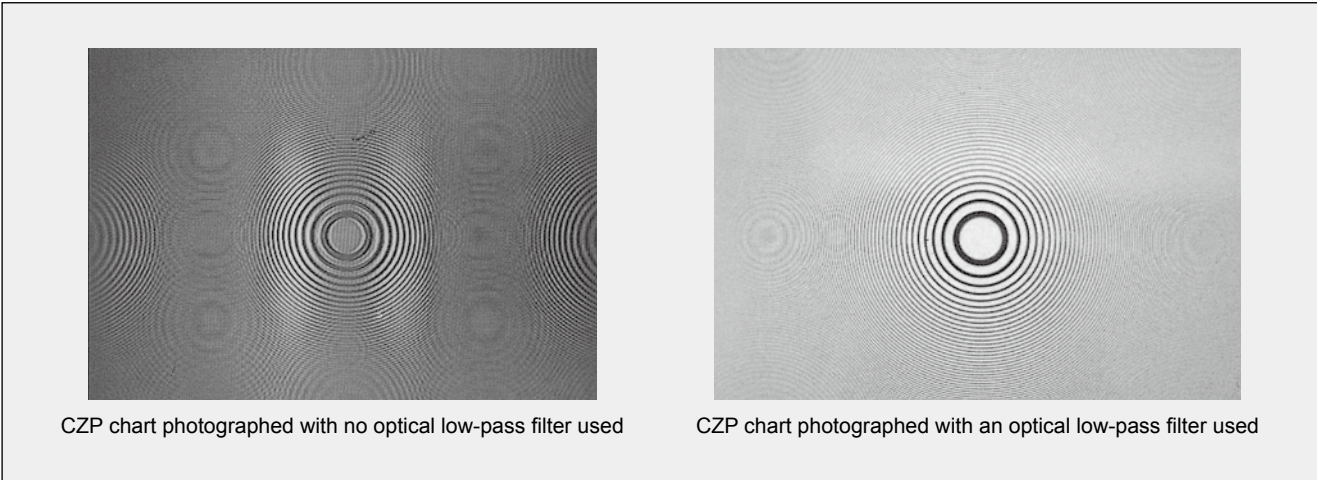 CZP chart photographed with no optical low-pass filter used
CZP chart photographed with an optical low-pass filter used